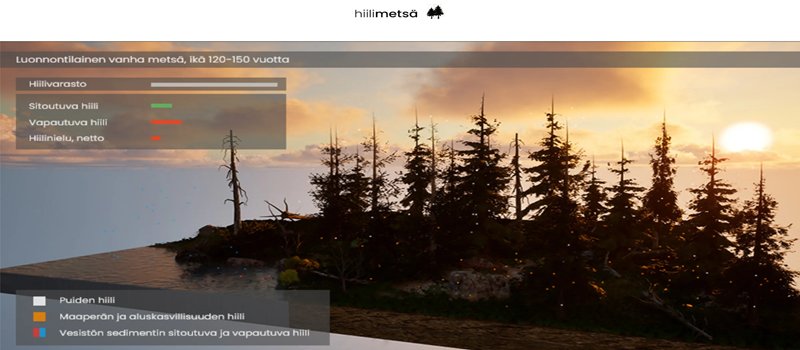 hiilimetsä
Luonnontilainen vanha metsä, ikä 120-150 vuotta
Hiilivarasto
Sitoutuva hiili
Vapautuva hiili
Hiilinielu, netto
Puiden hiili
Maaperän ja aluskasvillisuuden hiili
Vesistön sedimentin sitoutuva ja vapautuva hiili